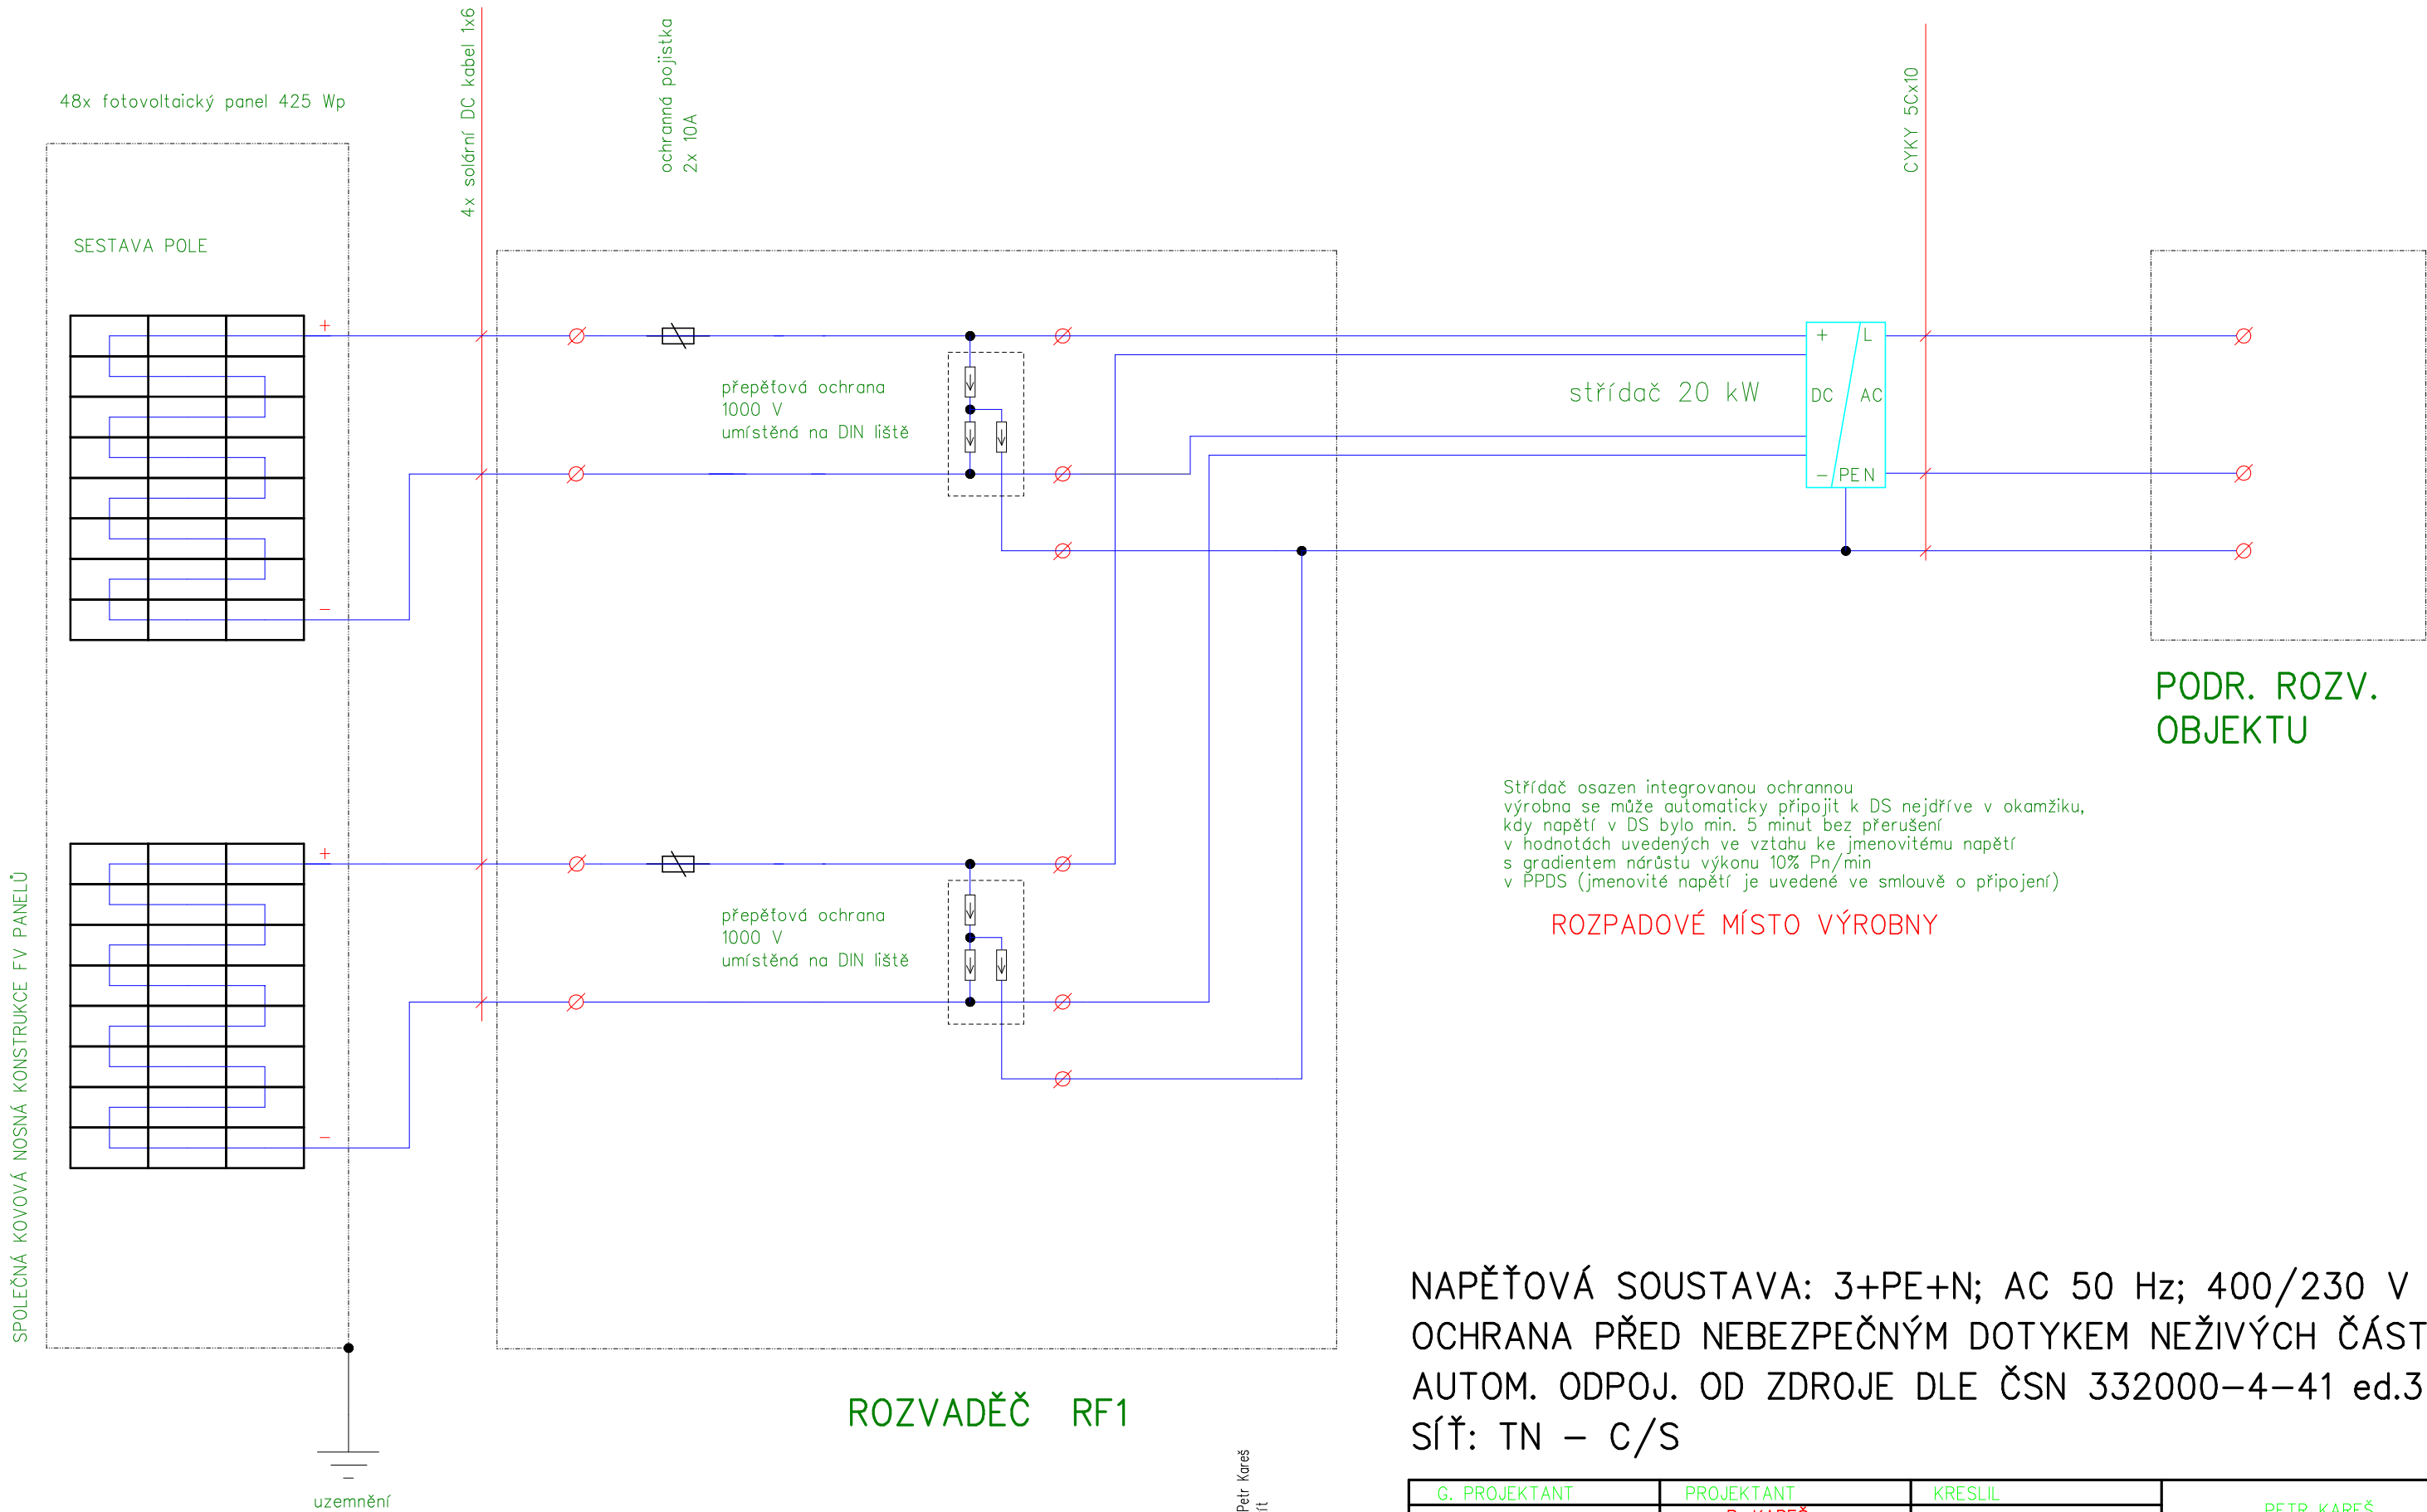 48x fotovoltaický panel 425 Wp
4x solární DC kabel 1x6
ochranná pojistka
2x 10A
CYKY 5Cx10
SESTAVA POLE
+
−
přepěťová ochrana
1000 V
umístěná na DIN liště
střídač 20 kW
+ L
DC AC
− PE N
PODR. ROZV.
OBJEKTU
Střídač osazen integrovanou ochrannou
výrobna se může automaticky připojit k DS nejdříve v okamžiku,
kdy napětí v DS bylo min. 5 minut bez přerušení
v hodnotách uvedených ve vztahu ke jmenovitému napětí
s gradientem nárůstu výkonu 10% Pn/min
v PPDS (jmenovité napětí je uvedené ve smlouvě o připojení)
ROZPADOVÉ MÍSTO VÝROBNY
SPOLEČNÁ KOVOVÁ NOSNÁ KONSTRUKCE FV PANELŮ
+
−
přepěťová ochrana
1000 V
umístěná na DIN liště
ROZVADĚČ RF1
uzemnění
NAPĚŤOVÁ SOUSTAVA: 3+PE+N; AC 50 Hz; 400/230 V
OCHRANA PŘED NEBEZPEČNÝM DOTYKEM NEŽIVÝCH ČÁST
AUTOM. ODPOJ. OD ZDROJE DLE ČSN 332000-4-41 ed.3
SÍŤ: TN - C/S
Petr Kareš
G. PROJEKTANT PROJEKTANT KRESLIL
PETR KAREŠ